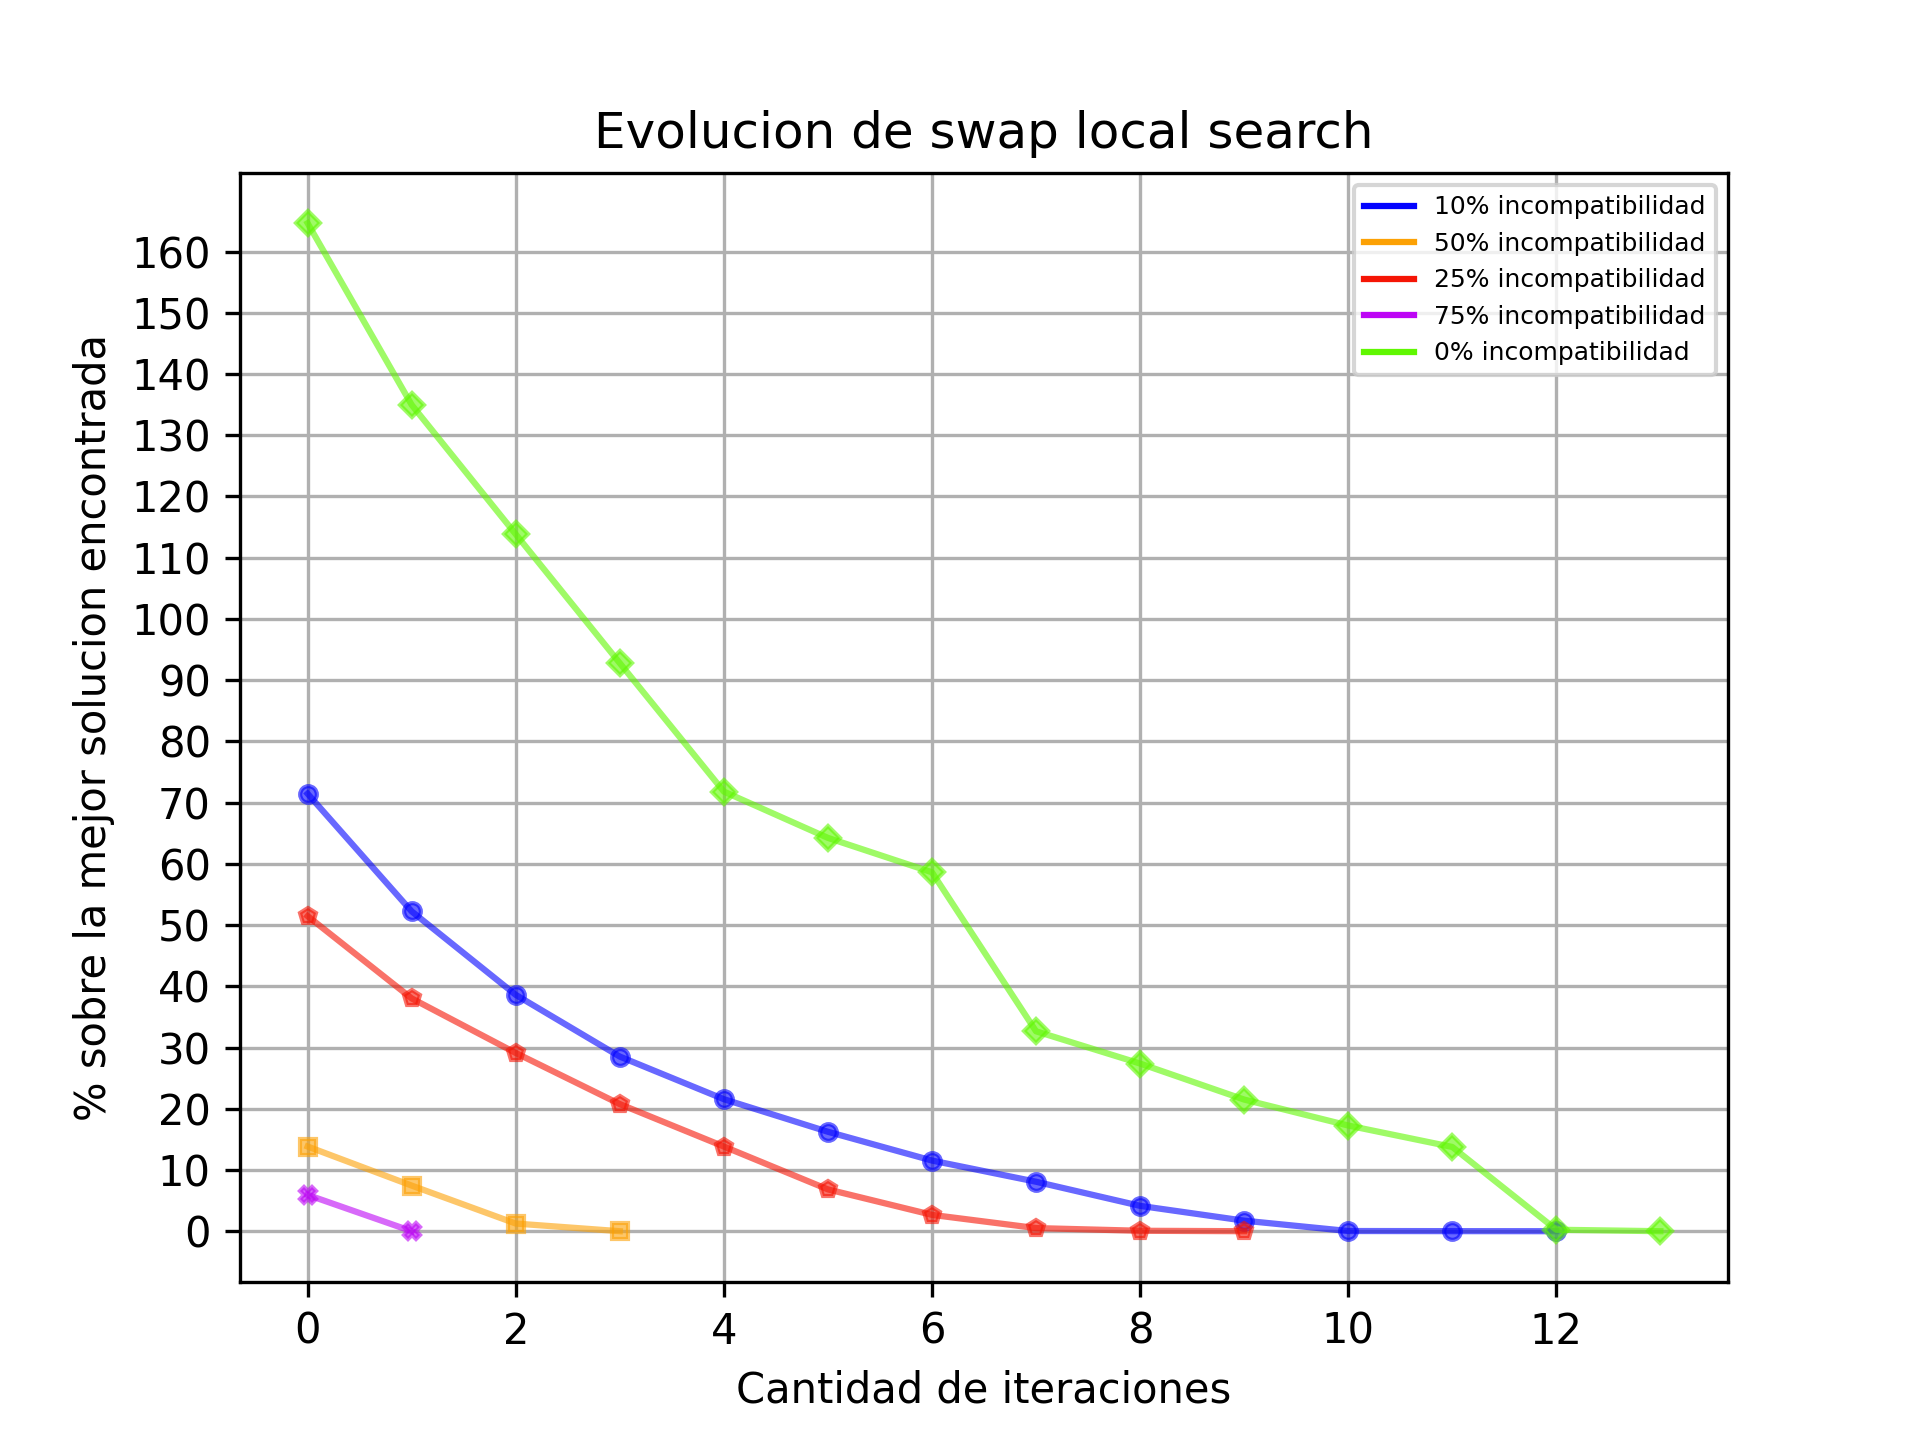 Evolucion de swap local search
% sobre la mejor solucion encontrada
160
150
140
130
120
110
100
90
80
70
60
50
40
30
20
10
0
10% incompatibilidad
50% incompatibilidad
25% incompatibilidad
75% incompatibilidad
0% incompatibilidad
0 2 4 6 8 10 12
Cantidad de iteraciones